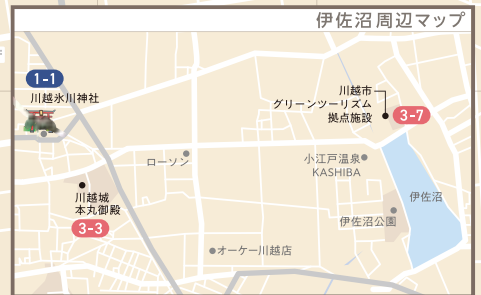 伊佐沼周辺マップ
1-1
川越氷川神社
川越市
グリーンツーリズム
拠点施設
3-7
ローソン
小江戸温泉
KASHIBA
川越城
本丸御殿
3-3
伊佐沼
伊佐沼公園
オーケー川越店